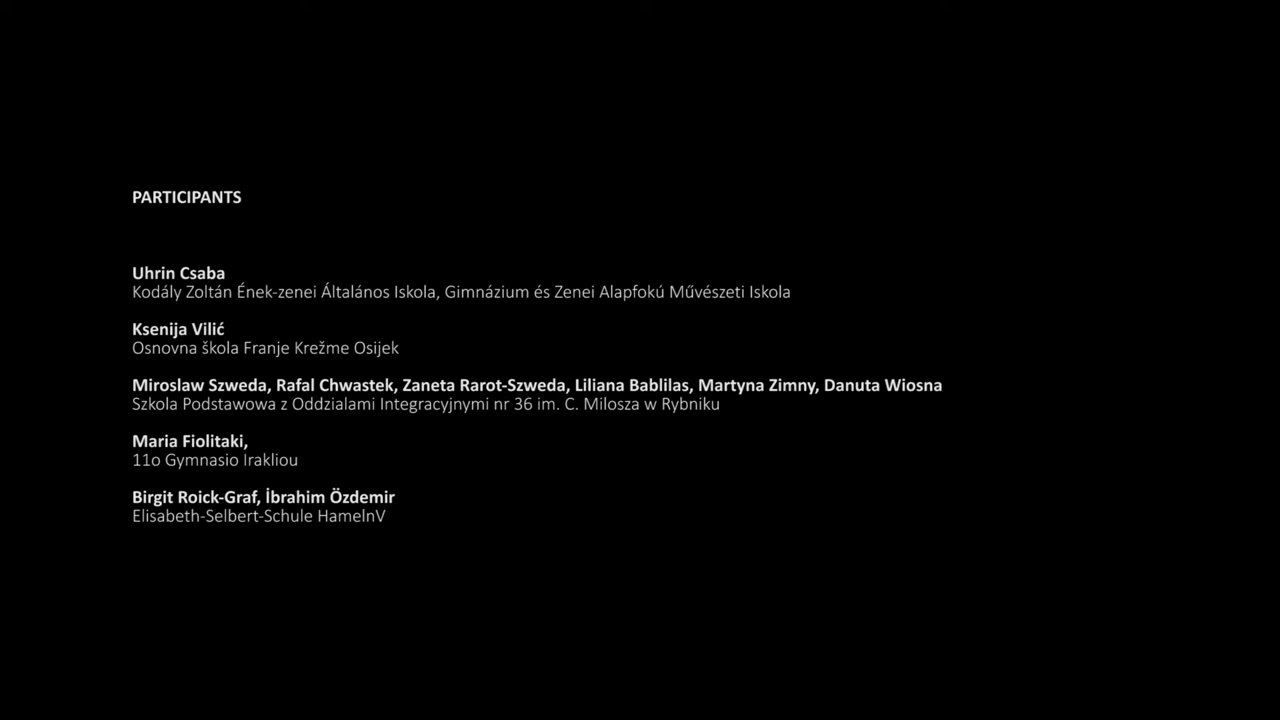 PARTICIPANTS
Uhrin Csaba
Kodály Zoltán Ének-zenei Általános Iskola, Gimnázium és Zenei Alapfokú Művészeti Iskola
Ksenija Vilić
Osnovna škola Franje Krežme Osijek
Miroslaw Szweda, Rafal Chwastek, Zaneta Rarot-Szweda, Liliana Bablilas, Martyna Zimny, Danuta Wiosna
Szkola Podstawowa z Oddzialami Integracyjnymi nr 36 im. C. Milosza w Rybniku
Maria Fiolitaki,
11o Gymnasio Irakliou
Birgit Roick-Graf, İbrahim Özdemir
Elisabeth-Selbert-Schule HamelnV